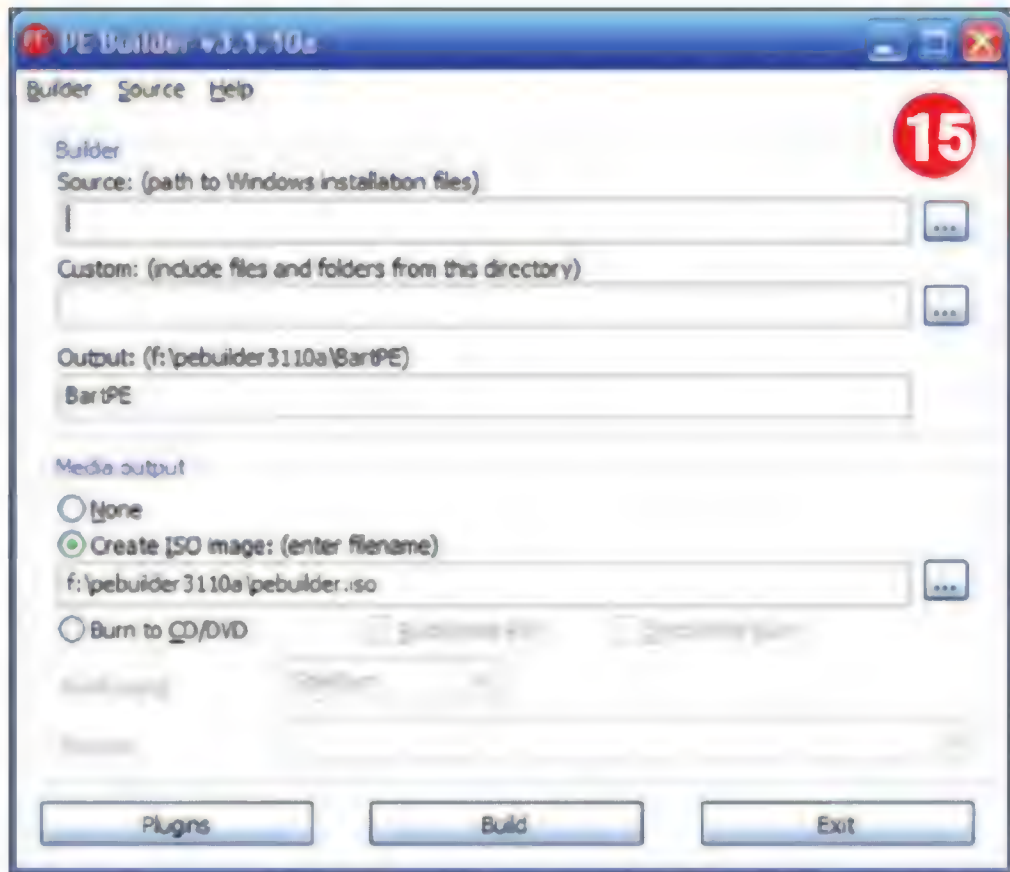 PE Builder v3.1.10a
Builder Source Help
15
Builder
Source: (path to Windows installation files)
...
Custom: (include files and folders from this directory)
...
Output: (f:\pebuilder3110a\BartPE)
BartPE
Media output
None
Create ISO image: (enter filename)
f:\pebuilder3110a\pebuilder.iso
...
Burn to CD/DVD
Plugins Build Exit